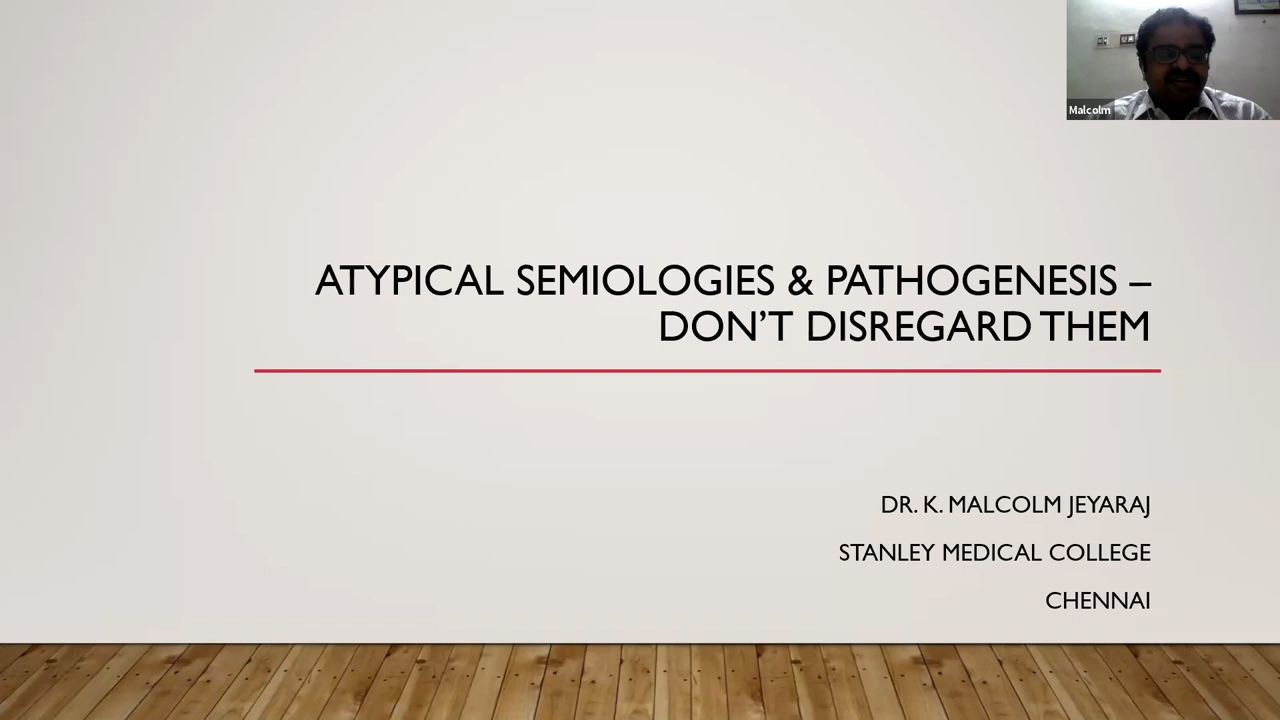 Malcolm
ATYPICAL SEMIOLOGIES & PATHOGENESIS –
DON’T DISREGARD THEM
DR. K. MALCOLM JEYARAJ
STANLEY MEDICAL COLLEGE
CHENNAI